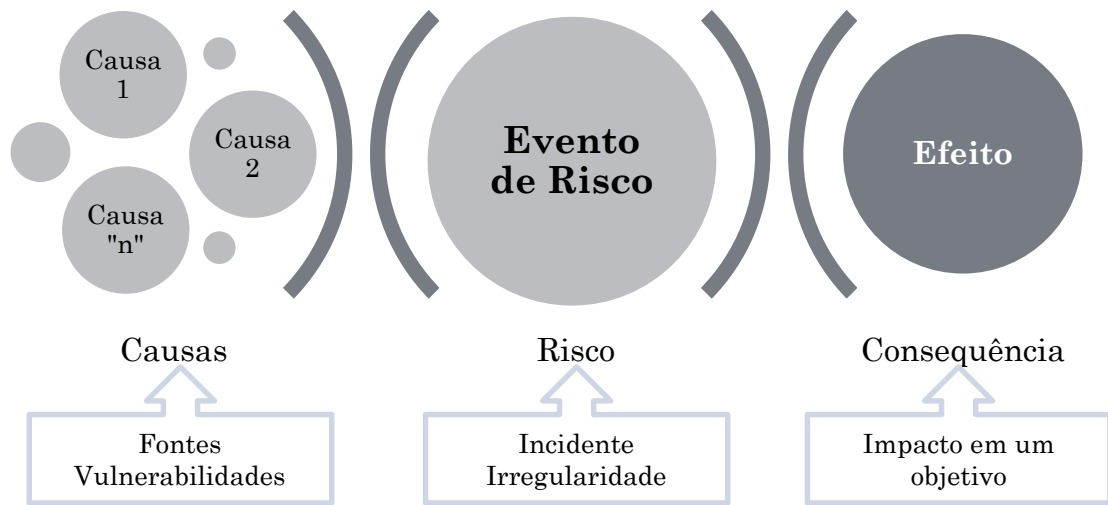 Causa
1
Causa
2
Causa
"n"
Evento
de Risco
Efeito
Causas
Risco
Consequência
Fontes
Vulnerabilidades
Incidente
Irregularidade
Impacto em um
objetivo